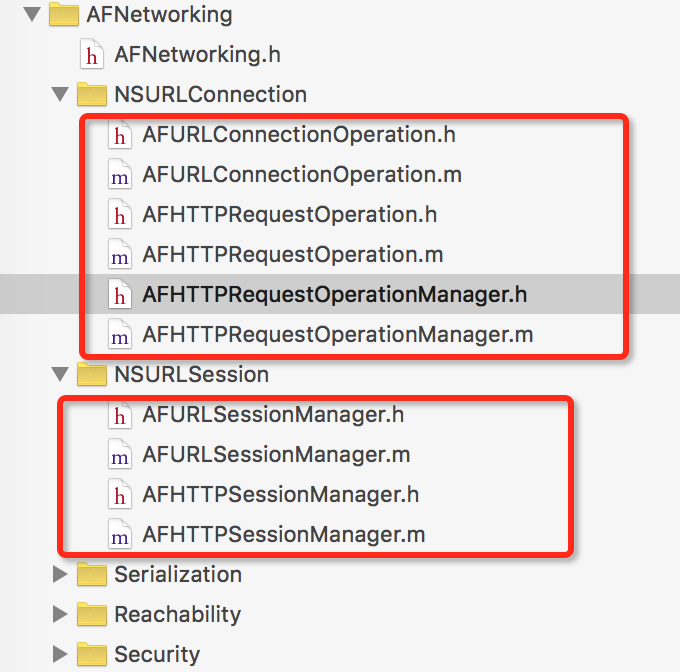 AFNetworking
h AFNetworking.h
NSURLConnection
h AFURLConnectionOperation.h
m AFURLConnectionOperation.m
h AFHTTPRequestOperation.h
m AFHTTPRequestOperation.m
h AFHTTPRequestOperationManager.h
m AFHTTPRequestOperationManager.m
NSURLSession
h AFURLSessionManager.h
m AFURLSessionManager.m
h AFHTTPSessionManager.h
m AFHTTPSessionManager.m
Serialization
Reachability
Security